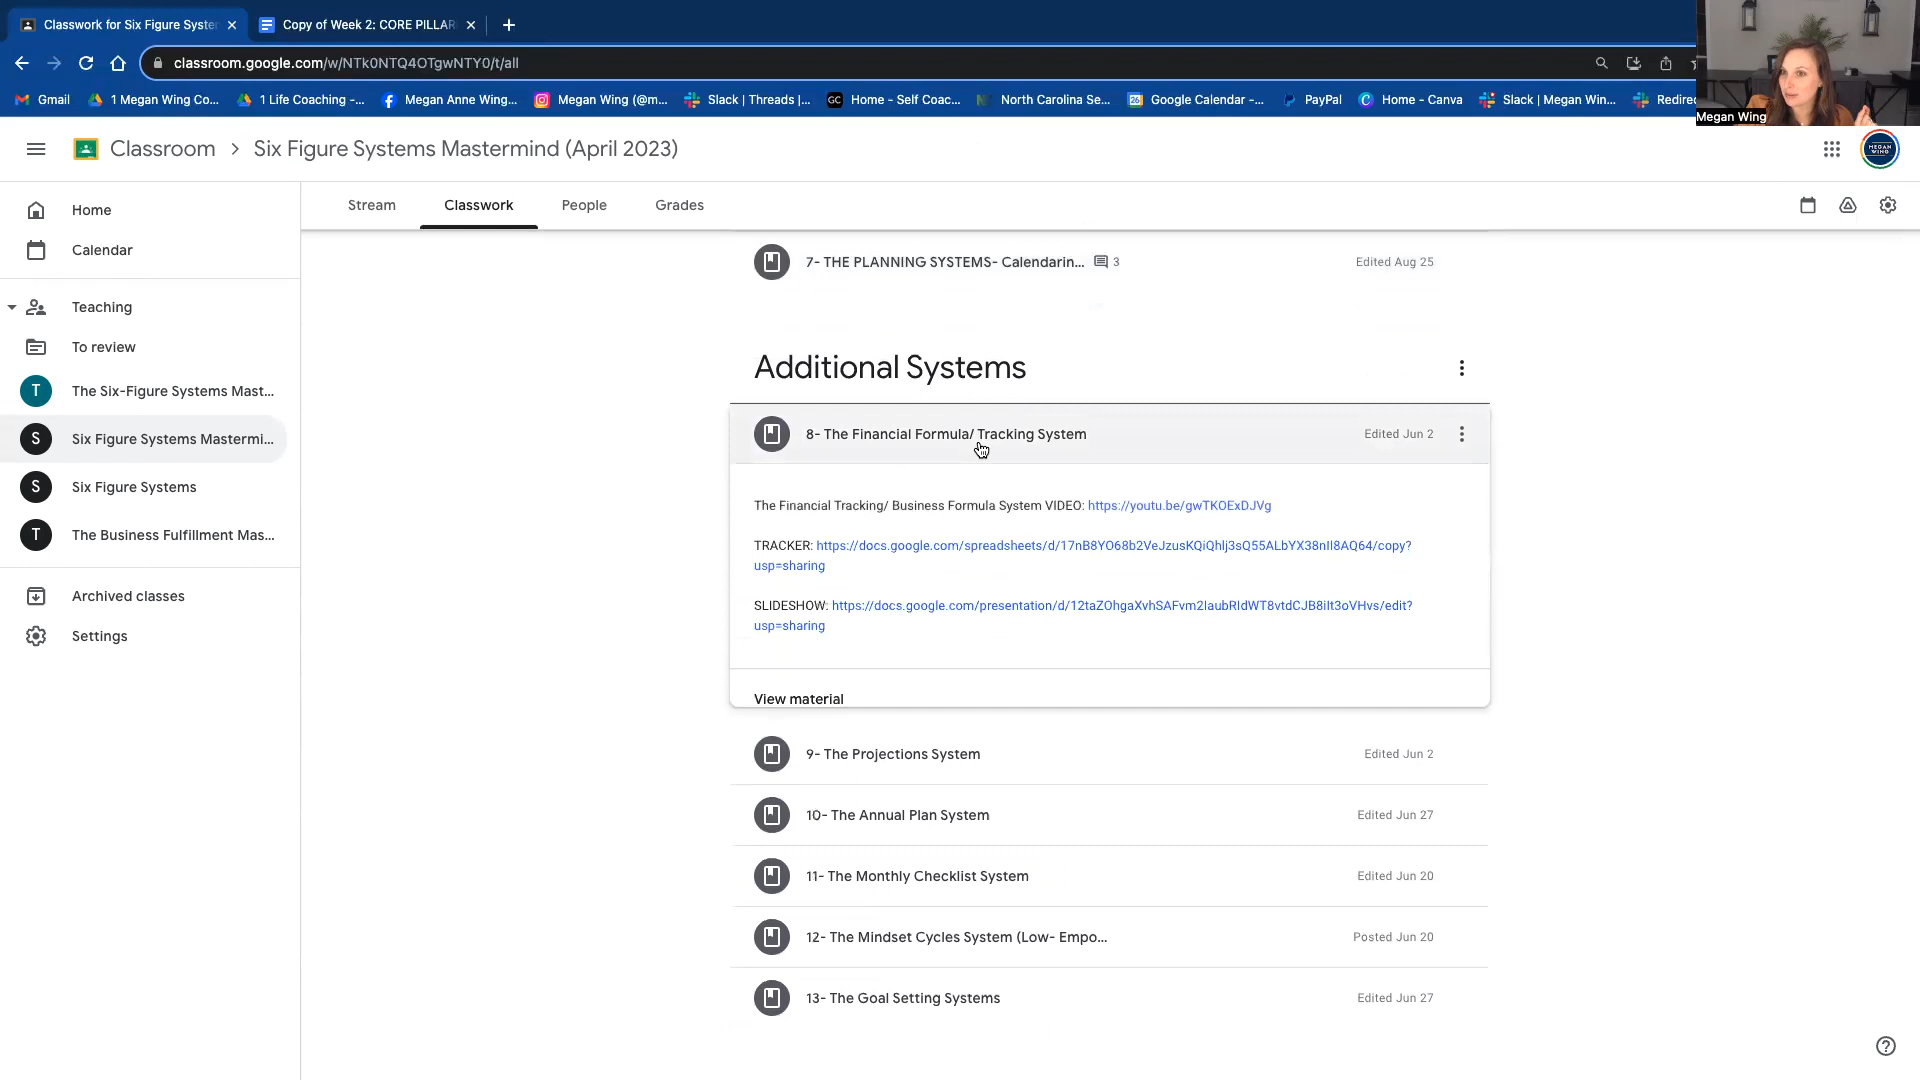 Classwork for Six Figure System
Copy of Week 2: CORE PILLAR
classroom.google.com/w/NTk0NTQ4OTgwNTY0/t/all
Gmail
1 Megan Wing Co...
1 Life Coaching -...
Megan Anne Wing...
Megan Wing (@m...
Slack | Threads |...
GC
Home - Self Coac...
North Carolina Se...
Google Calendar -...
PayPal
Home - Canva
Slack | Megan Win...
Redirec
Megan Wing
Classroom > Six Figure Systems Mastermind (April 2023)
MEGAN
WING
Home
Calendar
Teaching
To review
T The Six-Figure Systems Mast...
S Six Figure Systems Mastermi...
S Six Figure Systems
T The Business Fulfillment Mas...
Archived classes
Settings
Stream
Classwork
People
Grades
7- THE PLANNING SYSTEMS- Calendarin... 3 Edited Aug 25
Additional Systems
8- The Financial Formula/ Tracking System Edited Jun 2
The Financial Tracking/ Business Formula System VIDEO: https://youtu.be/gwTKOExDJVg
TRACKER: https://docs.google.com/spreadsheets/d/17nB8YO68b2VeJzusKQiQhlj3sQ55ALbYX38nIl8AQ64/copy?
usp=sharing
SLIDESHOW: https://docs.google.com/presentation/d/12taZOhgaXvhSAFvm2IaubRIdWT8vtdCJB8iIt3oVHvs/edit?
usp=sharing
View material
9- The Projections System Edited Jun 2
10- The Annual Plan System Edited Jun 27
11- The Monthly Checklist System Edited Jun 20
12- The Mindset Cycles System (Low- Empo... Posted Jun 20
13- The Goal Setting Systems Edited Jun 27